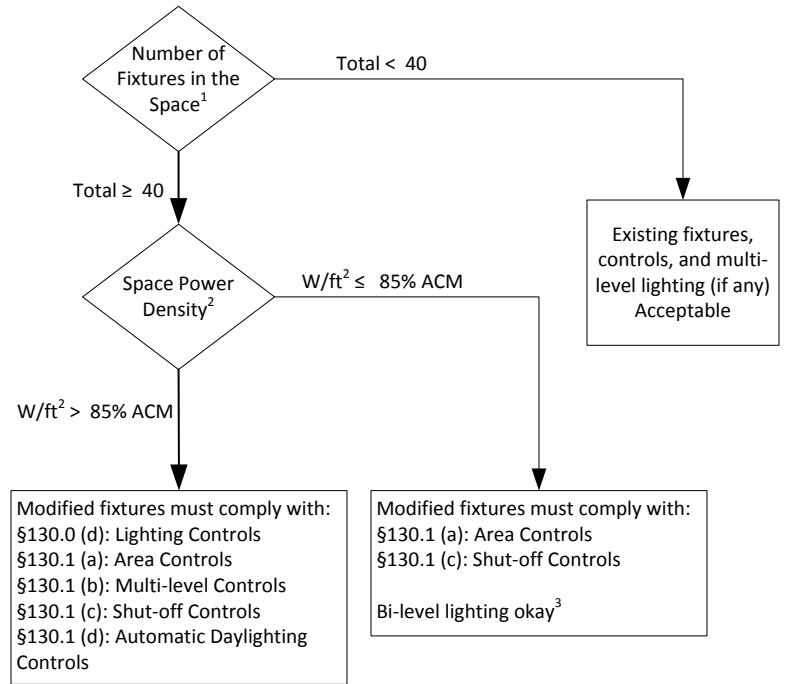 Number of
Fixtures in the
Space¹
Total < 40
Total ≥ 40
Existing fixtures,
controls, and multi-
level lighting (if any)
Acceptable
Space Power
Density²
W/ft² ≤ 85% ACM
W/ft² > 85% ACM
Modified fixtures must comply with:
§130.0 (d): Lighting Controls
§130.1 (a): Area Controls
§130.1 (b): Multi-level Controls
§130.1 (c): Shut-off Controls
§130.1 (d): Automatic Daylighting
Controls
Modified fixtures must comply with:
§130.1 (a): Area Controls
§130.1 (c): Shut-off Controls
Bi-level lighting okay³